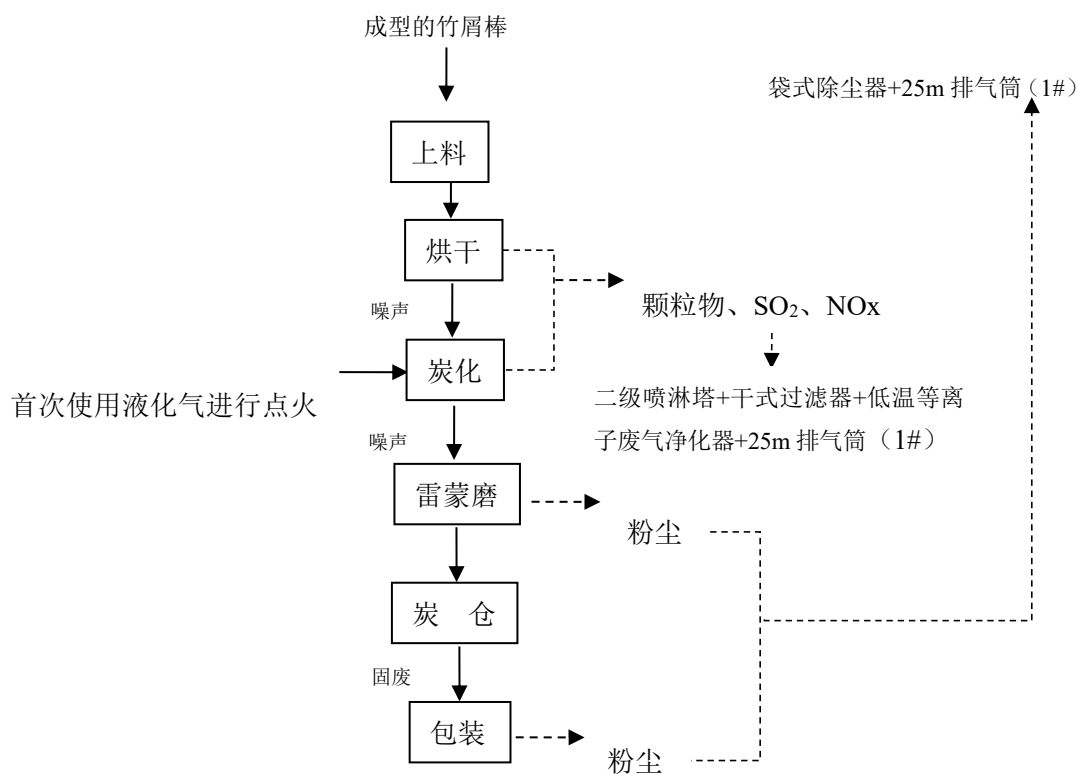 成型的竹屑棒
袋式除尘器+25m 排气筒（1#）
上料
烘干
噪声
颗粒物、SO₂、NOx
炭化
首次使用液化气进行点火
二级喷淋塔+干式过滤器+低温等离
子废气净化器+25m 排气筒（1#）
噪声
雷蒙磨
粉尘
炭 仓
固废
包装
粉尘